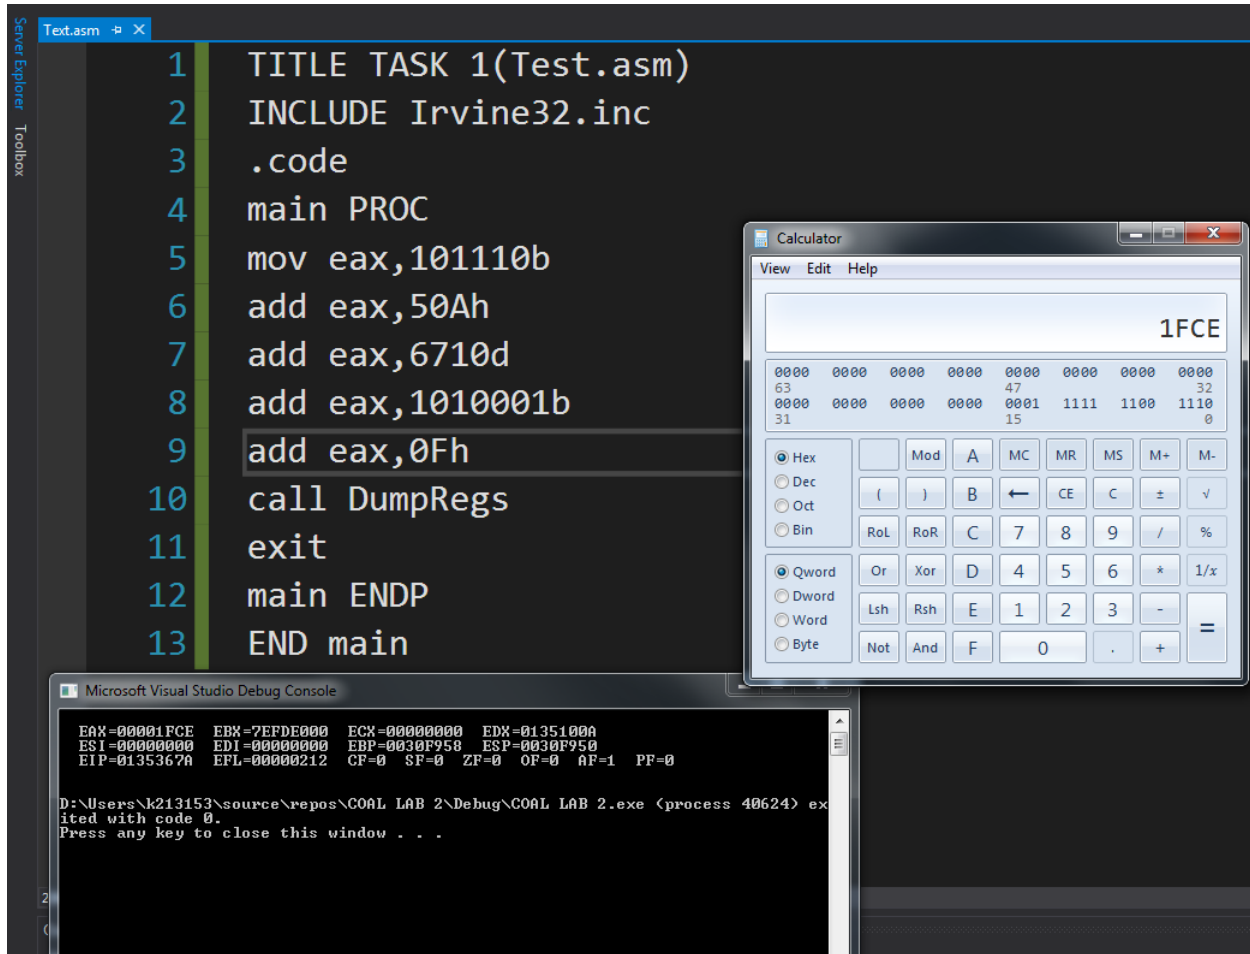 Server Explorer
Toolbox
Text.asm
1 TITLE TASK 1(Test.asm)
2 INCLUDE Irvine32.inc
3 .code
4 main PROC
5 mov eax,101110b
6 add eax,50Ah
7 add eax,6710d
8 add eax,1010001b
9 add eax,0Fh
10 call DumpRegs
11 exit
12 main ENDP
13 END main
Calculator
View Edit Help
1FCE
0000 0000 0000 0000 0000 0000 0000 0000
63 47 32
0000 0000 0000 0000 0001 1111 1100 1110
31 15 0
Hex
Dec
Oct
Bin
Qword
Dword
Word
Byte
Mod A MC MR MS M+ M-
( ) B ← CE C ± √
RoL RoR C 7 8 9 / %
Or Xor D 4 5 6 * 1/x
Lsh Rsh E 1 2 3 - =
Not And F 0 . +
Microsoft Visual Studio Debug Console
EAX=00001FCE EBX=7EFDE000 ECX=00000000 EDX=0135100A
ESI=00000000 EDI=00000000 EBP=0030F958 ESP=0030F950
EIP=0135367A EFL=00000212 CF=0 SF=0 ZF=0 OF=0 AF=1 PF=0
D:\Users\k213153\source\repos\COAL LAB 2\Debug\COAL LAB 2.exe (process 40624) ex
ited with code 0.
Press any key to close this window . . .